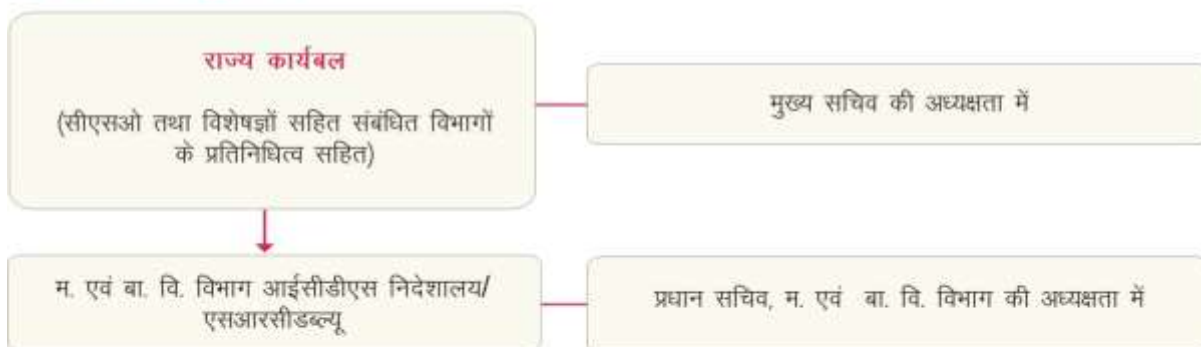 राज्य कार्यबल
(सीएसओ तथा विशेषज्ञों सहित संबंधित विभागों
के प्रतिनिधित्व सहित)
मुख्य सचिव की अध्यक्षता में
म. एवं बा. वि. विभाग आईसीडीएस निदेशालय/
एसआरसीडब्ल्यू
प्रधान सचिव, म. एवं बा. वि. विभाग की अध्यक्षता में